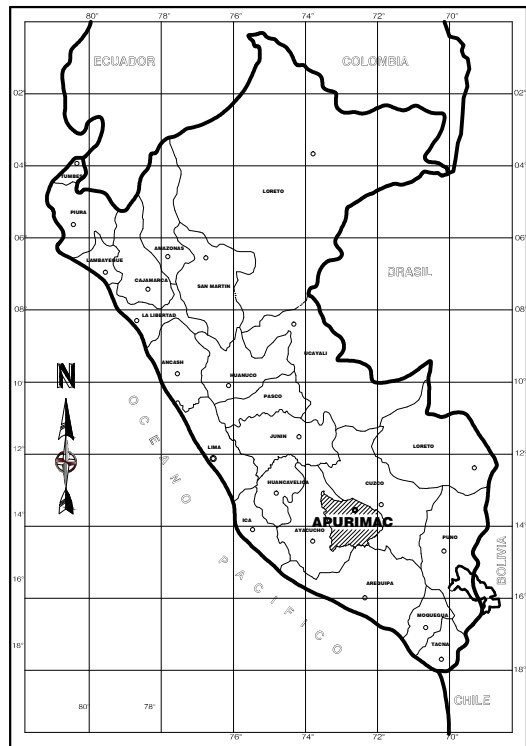 80° 78° 76° 74° 72° 70°
ECUADOR COLOMBIA
02° 02°
04° 04°
TUMBES
LORETO
PIURA
06° 06°
AMAZONAS
LAMBAYEQUE
BRASIL
CAJAMARCA
SAN MARTIN
08° 08°
LA LIBERTAD
UCAYALI
ANCASH
N
HUANUCO
10° 10°
PASCO
OCEANO
JUNIN
LORETO
LIMA
12° 12°
HUANCAVELICA
CUZCO
ICA
APURIMAC
14° 14°
AYACUCHO
PUNO
BOLIVIA
PACIFICO
AREQUIPA
16° 16°
MOQUEGUA
TACNA
18° 18°
CHILE
80° 78° 76° 74° 72° 70°